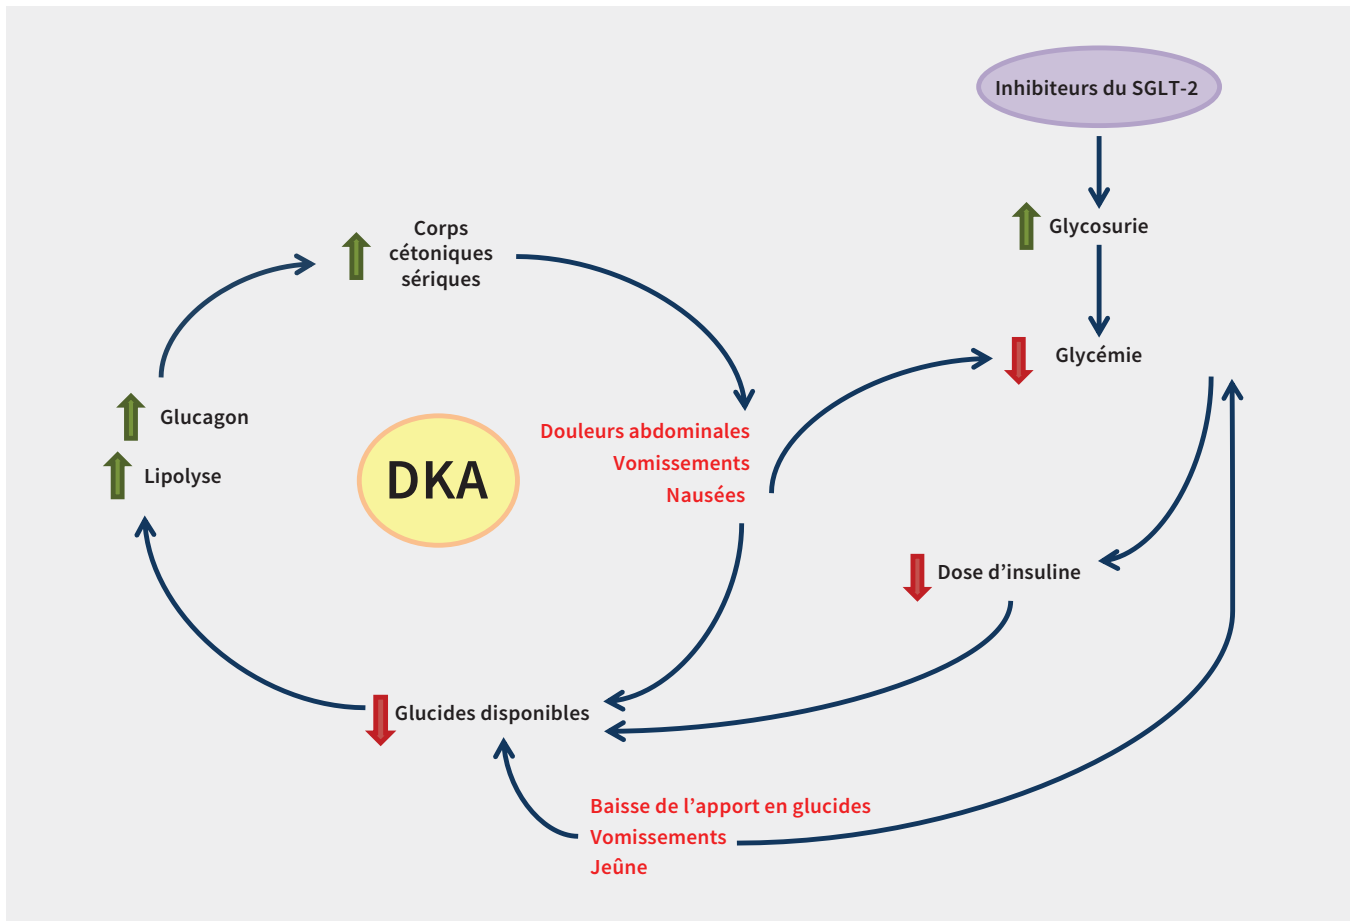 Inhibiteurs du SGLT-2
Glycosurie
Corps
cétoniques
sériques
Glycémie
Glucagon
Lipolyse
DKA
Douleurs abdominales
Vomissements
Nausées
Dose d’insuline
Glucides disponibles
Baisse de l’apport en glucides
Vomissements
Jeûne